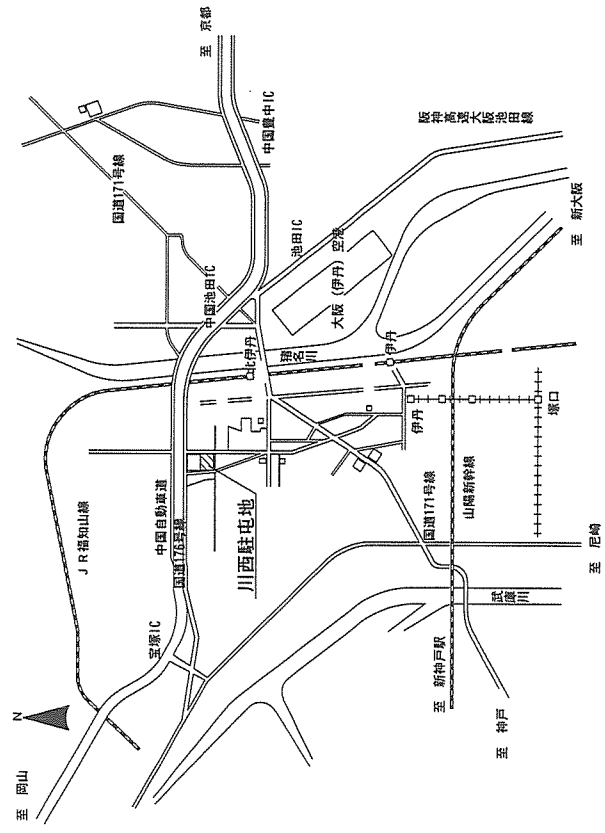 N
至 岡山
至 京都
JR福知山線
国道171号線
宝塚IC
中国自動車道
国道176号線
中国池田IC
中国豊中IC
川西駐屯地
北伊丹
猪名川
池田IC
大阪（伊丹）空港
阪神高速大阪池田線
伊丹
伊丹
国道171号線
山陽新幹線
至 新神戸駅
至 新大阪
武庫川
塚口
至 神戸
至 尼崎